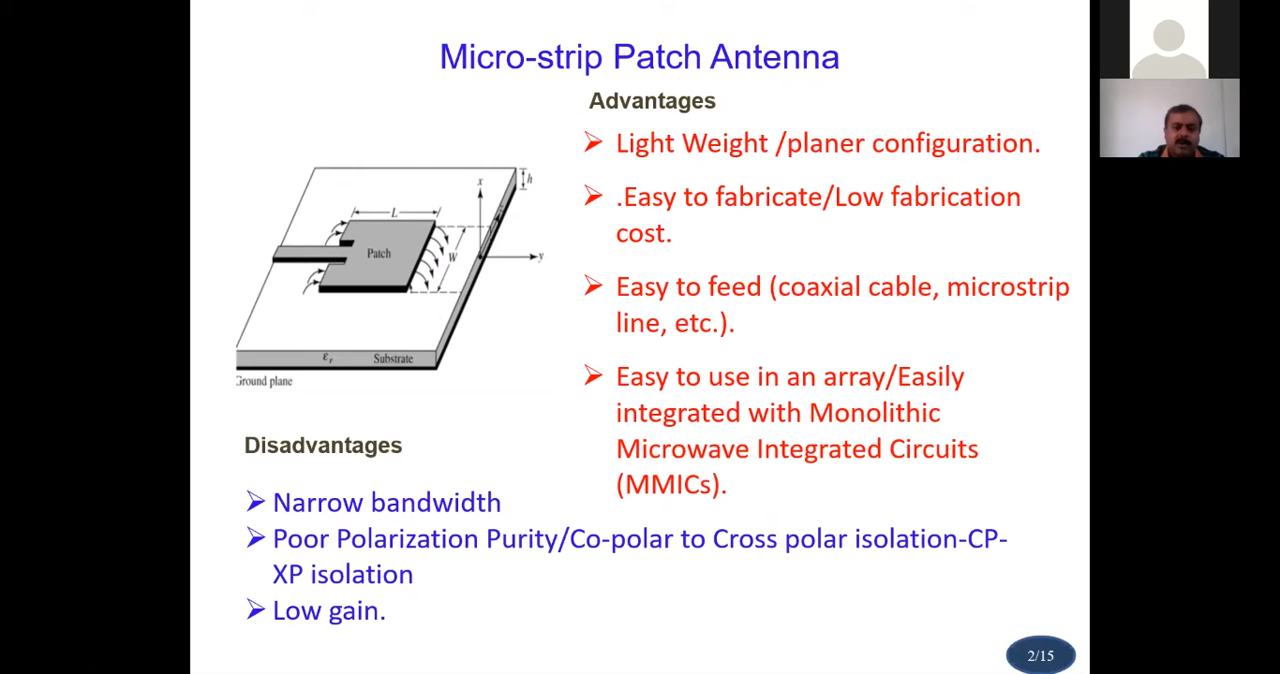 Micro-strip Patch Antenna
Advantages
➢ Light Weight /planer configuration.
➢ .Easy to fabricate/Low fabrication
cost.
➢ Easy to feed (coaxial cable, microstrip
line, etc.).
➢ Easy to use in an array/Easily
integrated with Monolithic
Microwave Integrated Circuits
(MMICs).
x
h
L
Patch
W
y
εr
Substrate
Ground plane
Disadvantages
➢ Narrow bandwidth
➢ Poor Polarization Purity/Co-polar to Cross polar isolation-CP-
XP isolation
➢ Low gain.
2/15